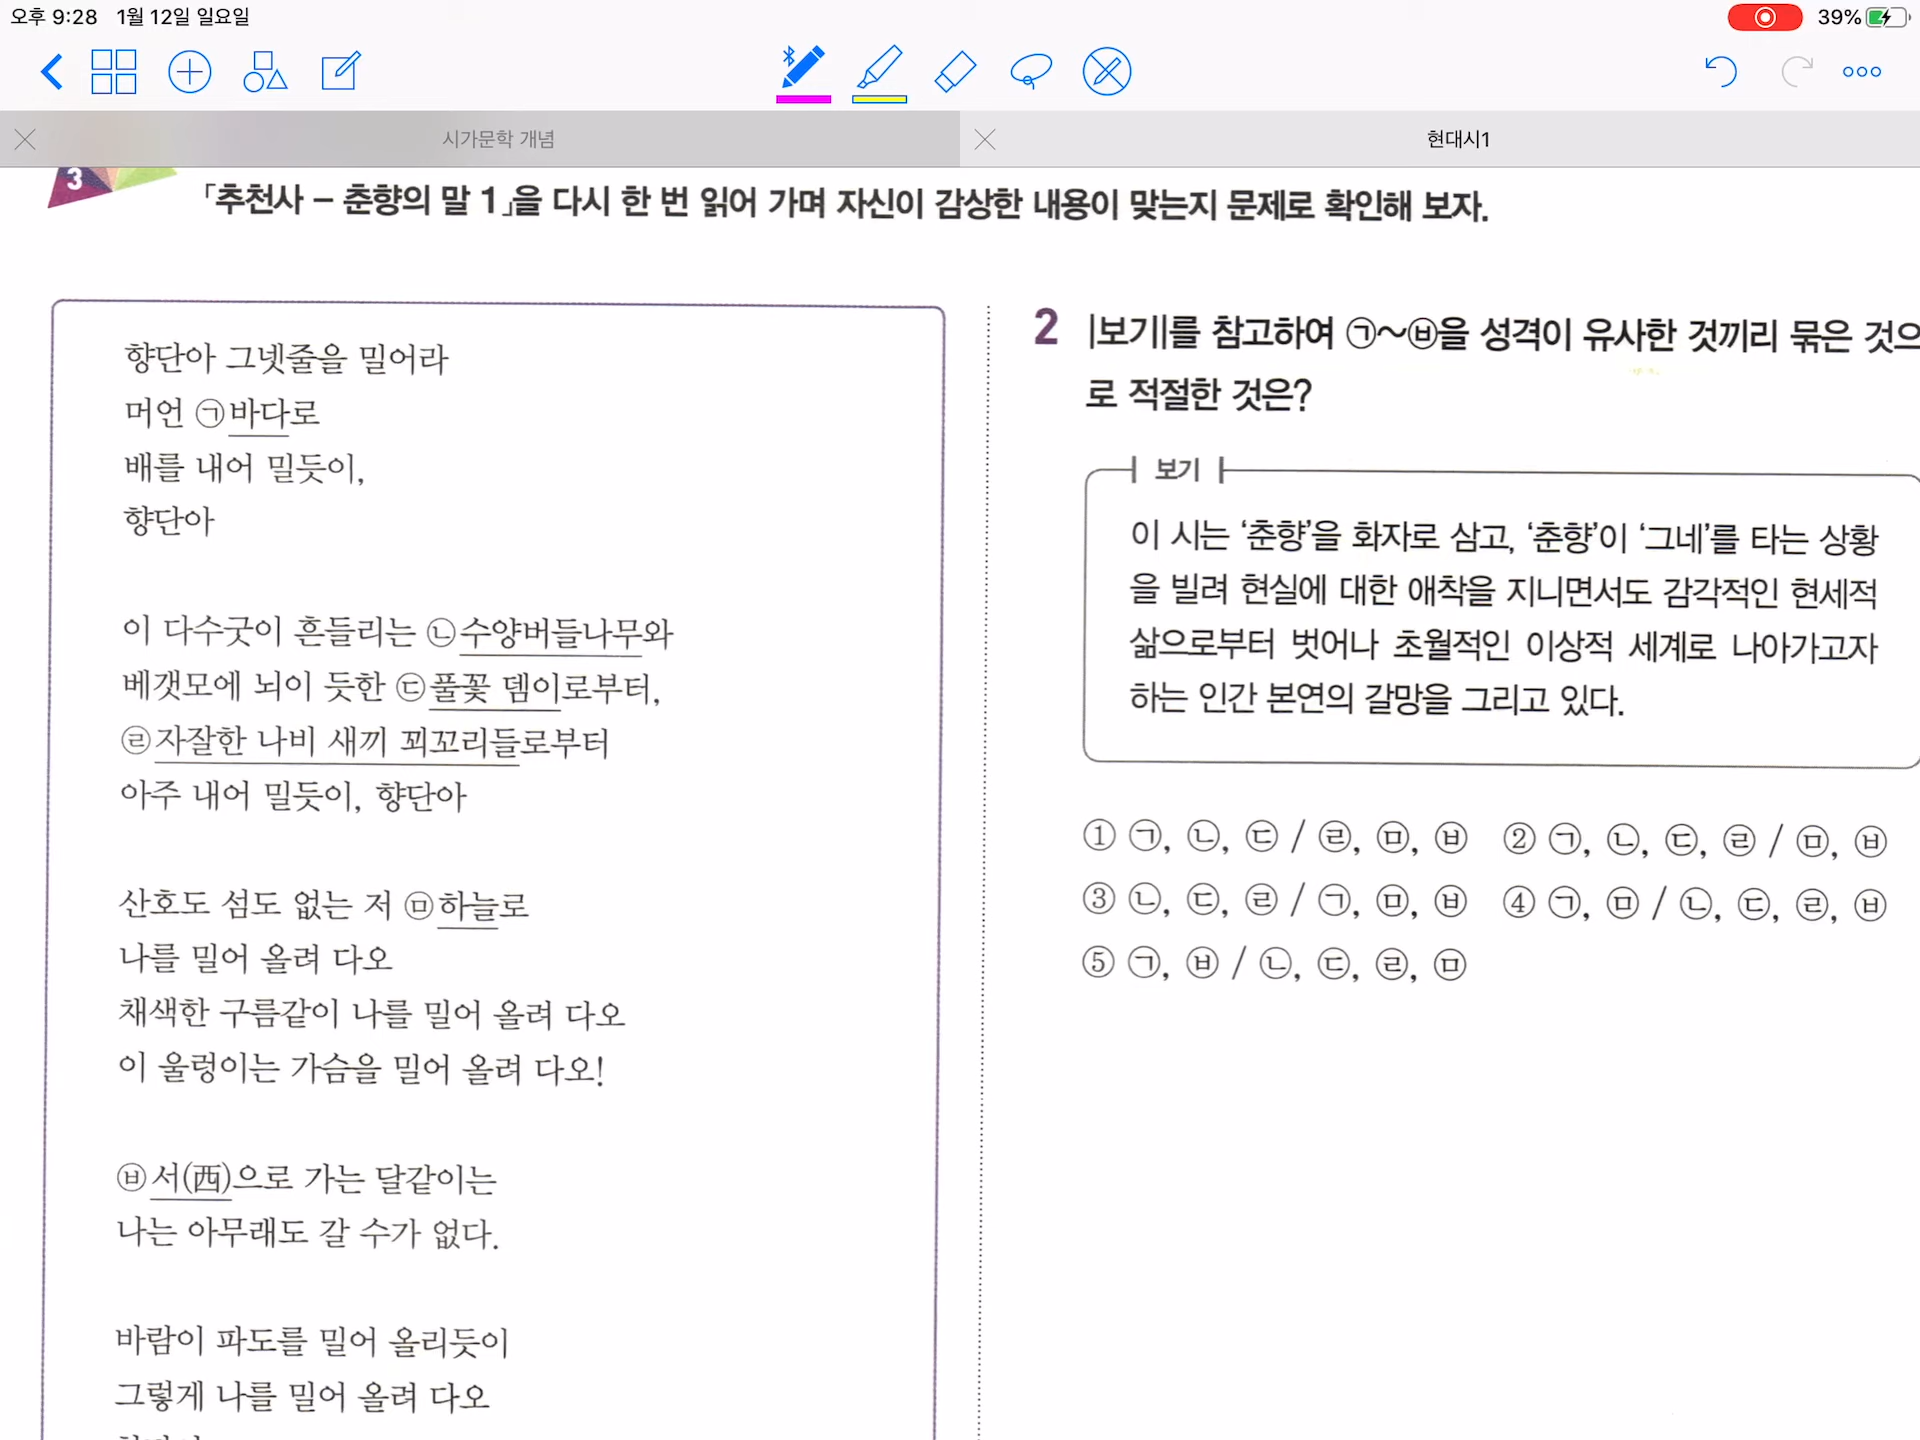 오후 9:28 1월 12일 일요일
39%
시가문학 개념
현대시1
3
「추천사 – 춘향의 말 1」을 다시 한 번 읽어 가며 자신이 감상한 내용이 맞는지 문제로 확인해 보자.
향단아 그넷줄을 밀어라
머언 ㉠바다로
배를 내어 밀듯이,
향단아
이 다수굿이 흔들리는 ㉡수양버들나무와
베갯모에 뇌이 듯한 ㉢풀꽃 뎀이로부터,
㉣자잘한 나비 새끼 꾀꼬리들로부터
아주 내어 밀듯이, 향단아
산호도 섬도 없는 저 ㉤하늘로
나를 밀어 올려 다오
채색한 구름같이 나를 밀어 올려 다오
이 울렁이는 가슴을 밀어 올려 다오!
㉥서(西)으로 가는 달같이는
나는 아무래도 갈 수가 없다.
바람이 파도를 밀어 올리듯이
그렇게 나를 밀어 올려 다오
2 |보기|를 참고하여 ㉠~㉥을 성격이 유사한 것끼리 묶은 것으
로 적절한 것은?
보기
이 시는 ‘춘향’을 화자로 삼고, ‘춘향’이 ‘그네’를 타는 상황
을 빌려 현실에 대한 애착을 지니면서도 감각적인 현세적
삶으로부터 벗어나 초월적인 이상적 세계로 나아가고자
하는 인간 본연의 갈망을 그리고 있다.
① ㉠, ㉡, ㉢ / ㉣, ㉤, ㉥ ② ㉠, ㉡, ㉢, ㉣ / ㉤, ㉥
③ ㉡, ㉢, ㉣ / ㉠, ㉤, ㉥ ④ ㉠, ㉤ / ㉡, ㉢, ㉣, ㉥
⑤ ㉠, ㉥ / ㉡, ㉢, ㉣, ㉤